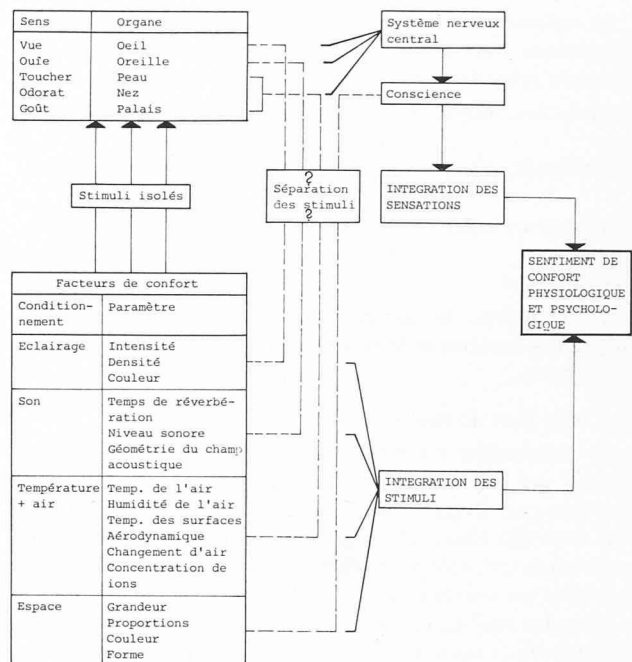 Sens Organe
Vue Oeil
Ouïe Oreille
Toucher Peau
Odorat Nez
Goût Palais
Système nerveux
central
Conscience
Stimuli isolés
?
Séparation
des stimuli
?
INTEGRATION DES
SENSATIONS
SENTIMENT DE
CONFORT
PHYSIOLOGIQUE
ET PSYCHOLO-
GIQUE
Facteurs de confort
Condition-
nement
Paramètre
Eclairage
Intensité
Densité
Couleur
Son
Temps de réverbé-
ration
Niveau sonore
Géométrie du champ
acoustique
Température
+ air
Temp. de l'air
Humidité de l'air
Temp. des surfaces
Aérodynamique
Changement d'air
Concentration de
ions
Espace
Grandeur
Proportions
Couleur
Forme
INTEGRATION DES
STIMULI